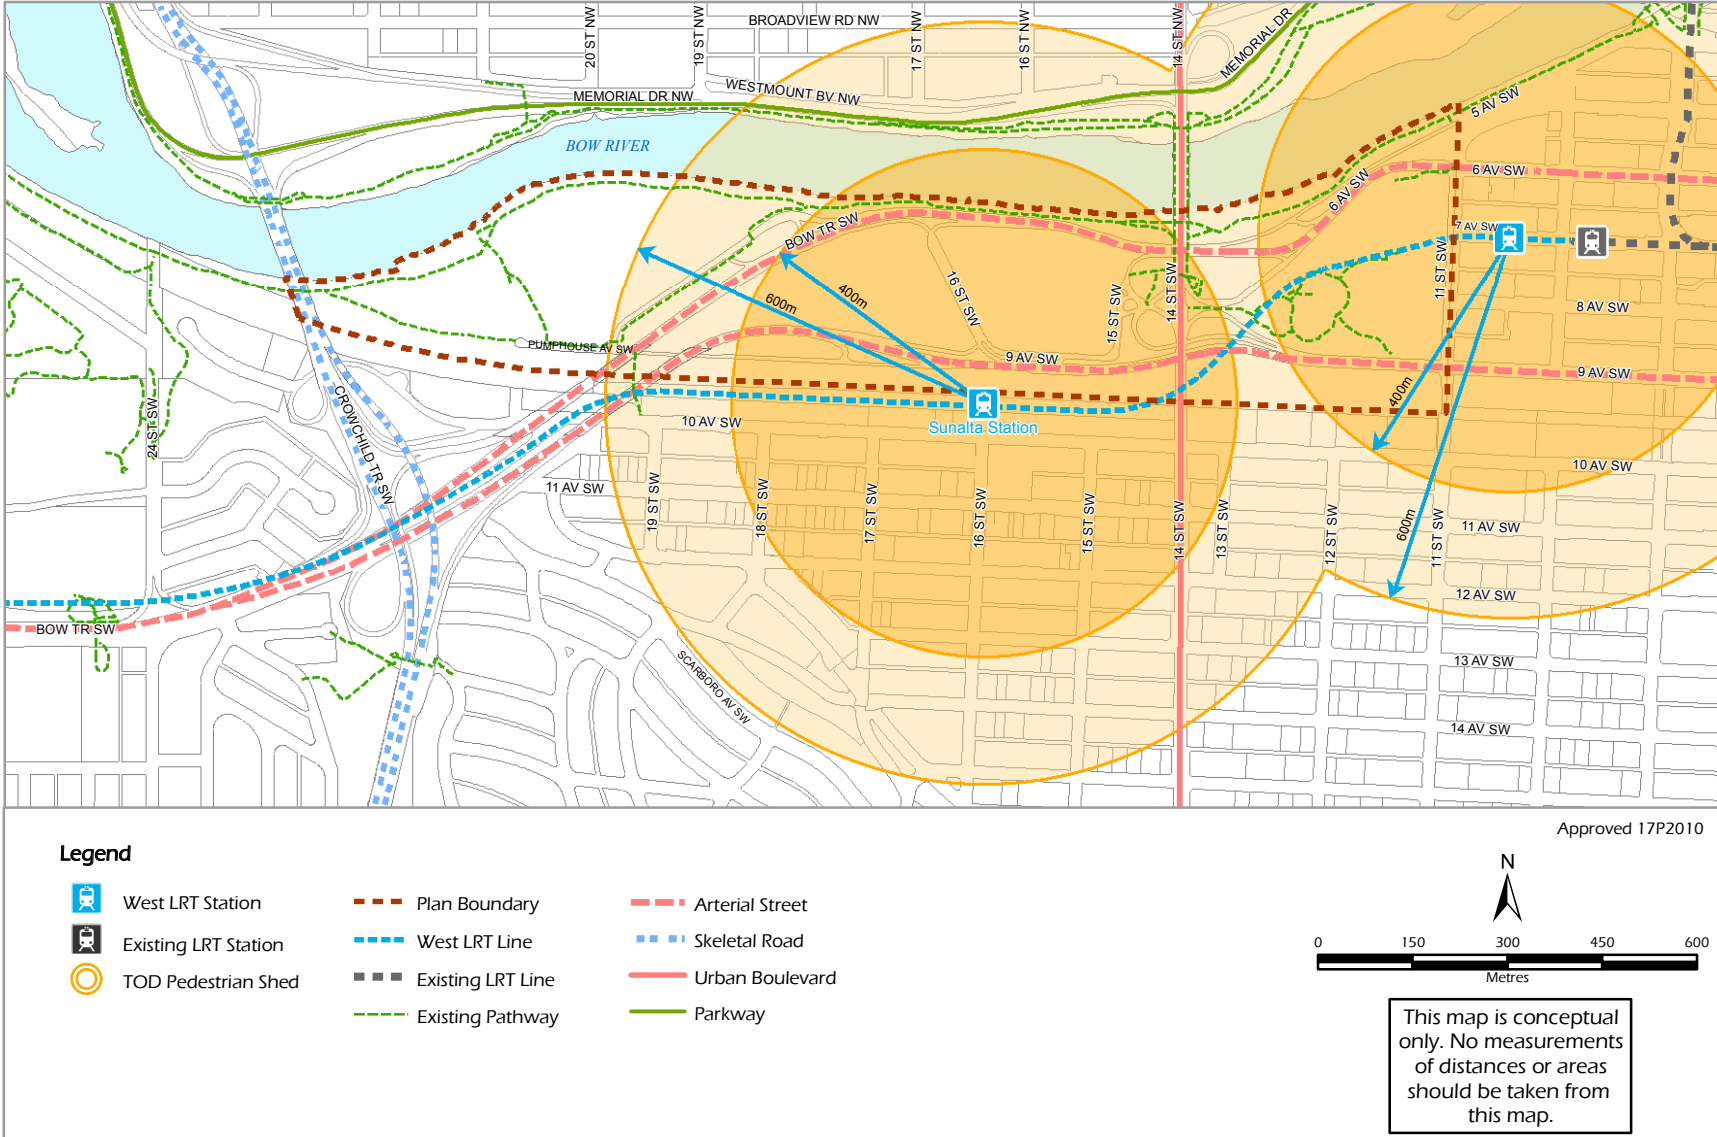 BROADVIEW RD NW
20 ST NW
19 ST NW
17 ST NW
16 ST NW
14 ST NW
MEMORIAL DR
WESTMOUNT BV NW
MEMORIAL DR NW
BOW RIVER
5 AV SW
6 AV SW
6 AV SW
7 AV SW
BOW TR SW
16 ST SW
15 ST SW
14 ST SW
11 ST SW
8 AV SW
400m
600m
PUMPHOUSE AV SW
9 AV SW
9 AV SW
400m
600m
24 ST SW
CROWCHILD TR SW
10 AV SW
Sunalta Station
10 AV SW
11 AV SW
19 ST SW
18 ST SW
17 ST SW
16 ST SW
15 ST SW
14 ST SW
13 ST SW
12 ST SW
11 ST SW
11 AV SW
12 AV SW
BOW TR SW
SCARBORO AV SW
13 AV SW
14 AV SW
Approved 17P2010
Legend
West LRT Station
Existing LRT Station
TOD Pedestrian Shed
Plan Boundary
West LRT Line
Existing LRT Line
Existing Pathway
Arterial Street
Skeletal Road
Urban Boulevard
Parkway
N
0 150 300 450 600
Metres
This map is conceptual
only. No measurements
of distances or areas
should be taken from
this map.